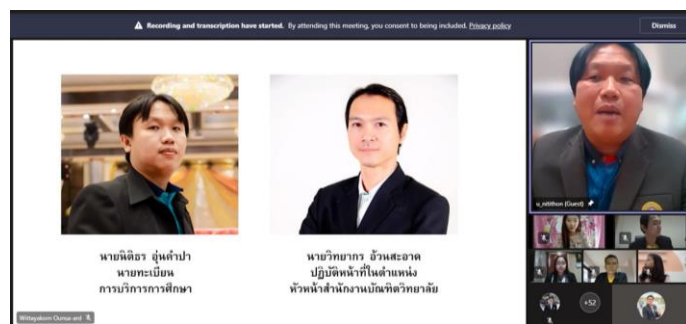 Recording and transcription have started. By attending this meeting, you consent to being included. Privacy policy
Dismiss
นายนิติธร อุ่นคำปา
นายทะเบียน
การบริการการศึกษา
นายวิทยากร อ้วนสะอาด
ปฏิบัติหน้าที่ในตำแหน่ง
หัวหน้าสำนักงานบัณฑิตวิทยาลัย
u_nitithon (Guest)
Wittayakorn Ounsa-ard
+52